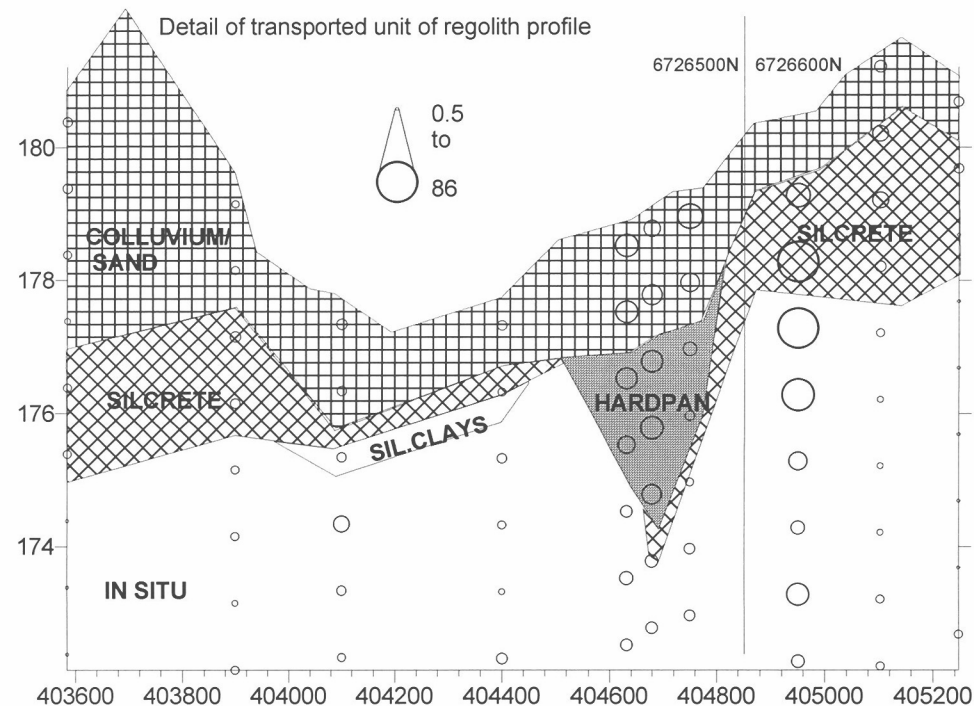 Detail of transported unit of regolith profile
6726500N 6726600N
0.5
to
86
180
COLLUVIUM/
SAND
SILCRETE
178
SILCRETE
HARDPAN
176
SIL.CLAYS
174
IN SITU
403600 403800 404000 404200 404400 404600 404800 405000 405200